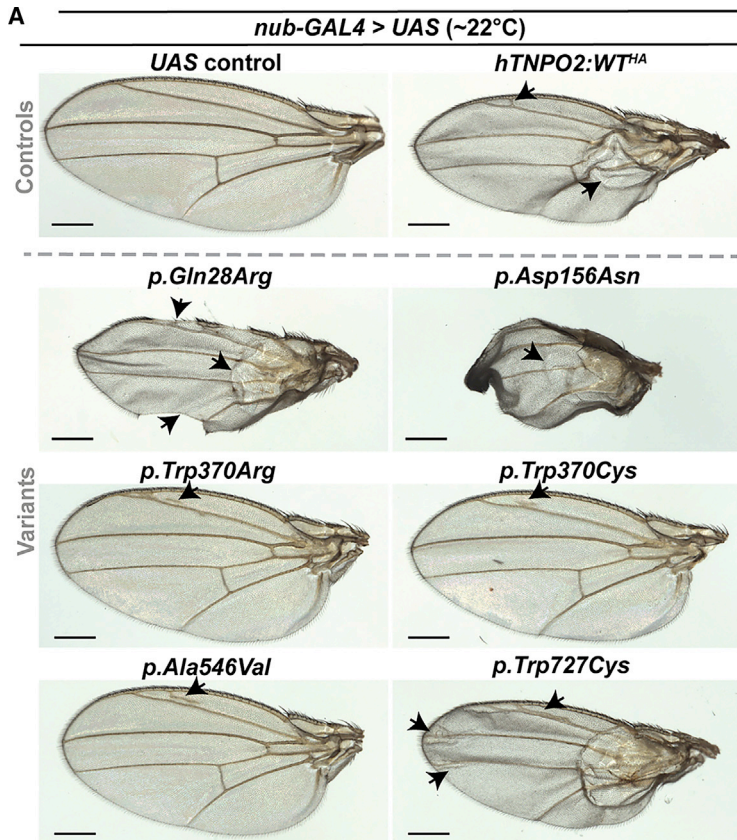 A
nub-GAL4 > UAS (~22°C)
UAS control
hTNPO2:WT^HA
Controls
p.Gln28Arg
p.Asp156Asn
p.Trp370Arg
p.Trp370Cys
Variants
p.Ala546Val
p.Trp727Cys